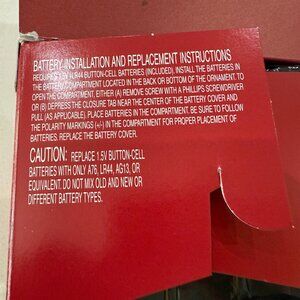 BATTERY INSTALLATION AND REPLACEMENT INSTRUCTIONS
REQUIRES 1.5V LR44 BUTTON-CELL BATTERIES (INCLUDED). INSTALL THE BATTERIES IN
THE BATTERY COMPARTMENT LOCATED IN THE BACK OR BOTTOM OF THE ORNAMENT. TO
OPEN THE COMPARTMENT, EITHER (A) REMOVE SCREW WITH A PHILLIPS SCREWDRIVER
OR (B) DEPRESS THE CLOSURE TAB NEAR THE CENTER OF THE BATTERY COVER AND
PULL (AS APPLICABLE). PLACE BATTERIES IN THE COMPARTMENT. BE SURE TO FOLLOW
THE POLARITY MARKINGS (+/-) IN THE COMPARTMENT FOR PROPER PLACEMENT OF
BATTERIES. REPLACE THE BATTERY COVER.
CAUTION: REPLACE 1.5V BUTTON-CELL
BATTERIES WITH ONLY A76, LR44, AG13, OR
EQUIVALENT. DO NOT MIX OLD AND NEW OR
DIFFERENT BATTERY TYPES.